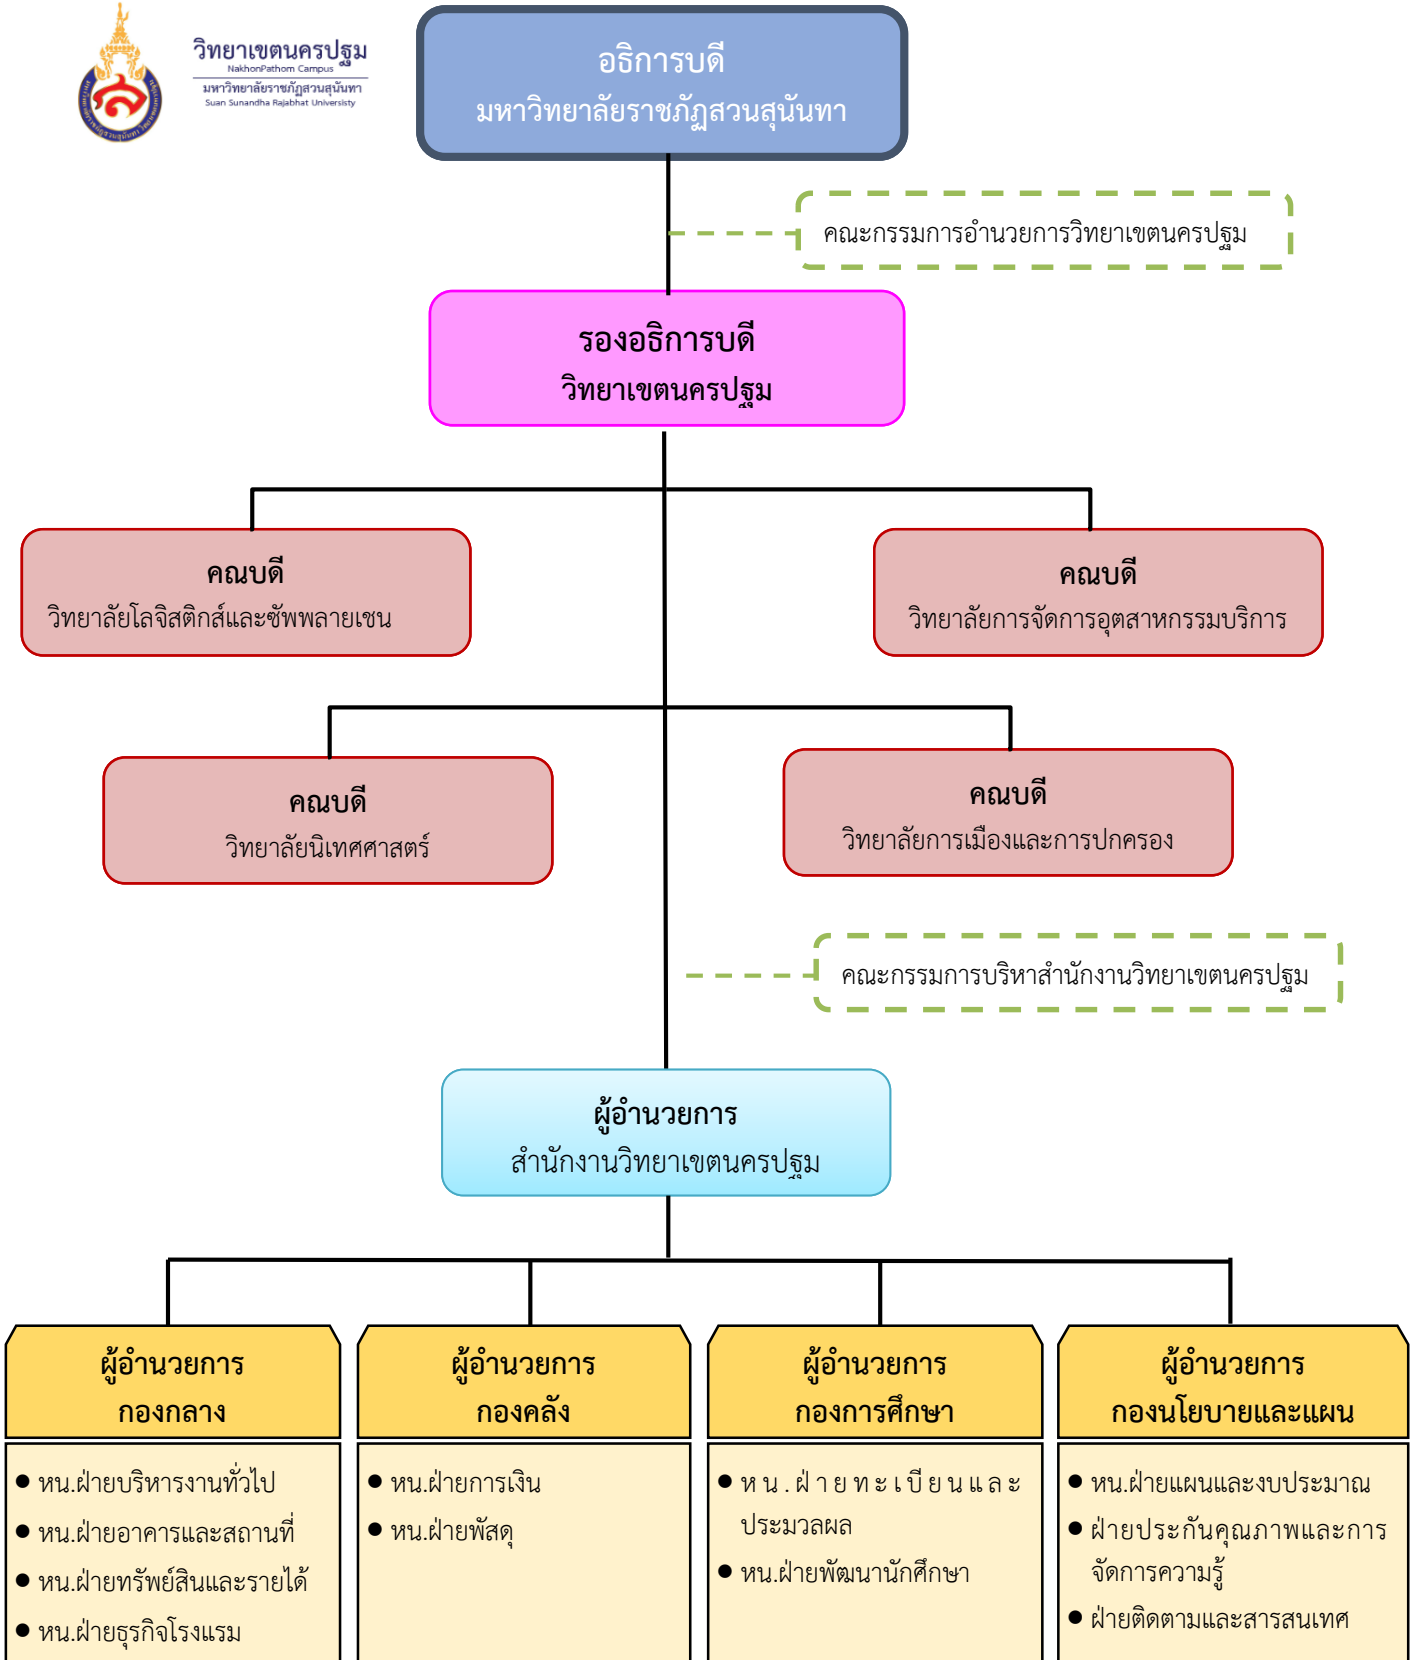 วิทยาเขตนครปฐม
NakhonPathom Campus
มหาวิทยาลัยราชภัฏสวนสุนันทา
Suan Sunandha Rajabhat Universisty
อธิการบดี
มหาวิทยาลัยราชภัฏสวนสุนันทา
คณะกรรมการอำนวยการวิทยาเขตนครปฐม
รองอธิการบดี
วิทยาเขตนครปฐม
คณบดี
วิทยาลัยโลจิสติกส์และซัพพลายเชน
คณบดี
วิทยาลัยการจัดการอุตสาหกรรมบริการ
คณบดี
วิทยาลัยนิเทศศาสตร์
คณบดี
วิทยาลัยการเมืองและการปกครอง
คณะกรรมการบริหาสำนักงานวิทยาเขตนครปฐม
ผู้อำนวยการ
สำนักงานวิทยาเขตนครปฐม
ผู้อำนวยการ
กองกลาง
● หน.ฝ่ายบริหารงานทั่วไป
● หน.ฝ่ายอาคารและสถานที่
● หน.ฝ่ายทรัพย์สินและรายได้
● หน.ฝ่ายธุรกิจโรงแรม
ผู้อำนวยการ
กองคลัง
● หน.ฝ่ายการเงิน
● หน.ฝ่ายพัสดุ
ผู้อำนวยการ
กองการศึกษา
● หน.ฝ่ายทะเบียนและ
ประมวลผล
● หน.ฝ่ายพัฒนานักศึกษา
ผู้อำนวยการ
กองนโยบายและแผน
● หน.ฝ่ายแผนและงบประมาณ
● ฝ่ายประกันคุณภาพและการ
จัดการความรู้
● ฝ่ายติดตามและสารสนเทศ